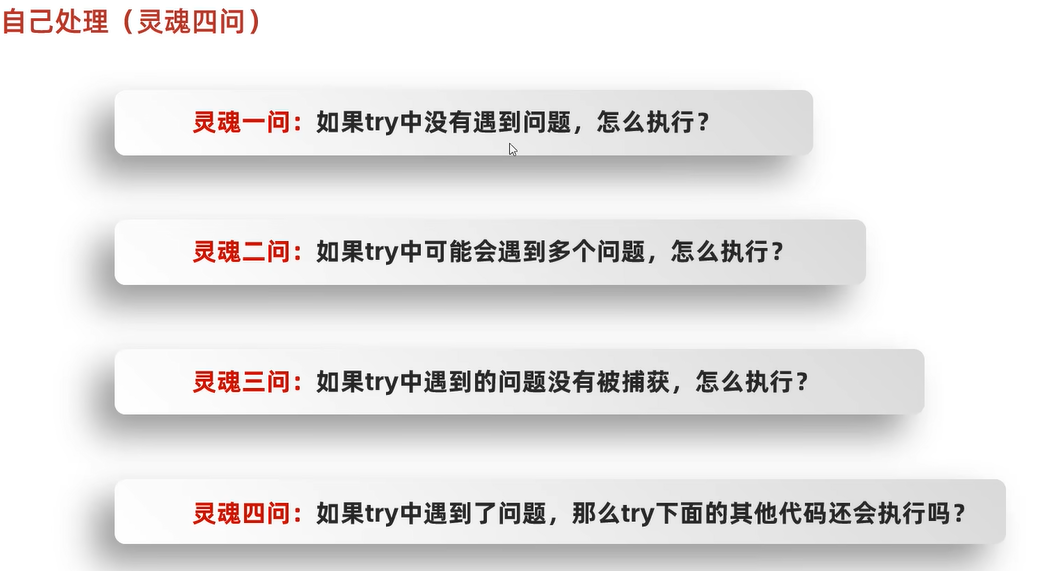 自己处理（灵魂四问）
灵魂一问：如果try中没有遇到问题，怎么执行？
灵魂二问：如果try中可能会遇到多个问题，怎么执行？
灵魂三问：如果try中遇到的问题没有被捕获，怎么执行？
灵魂四问：如果try中遇到了问题，那么try下面的其他代码还会执行吗？